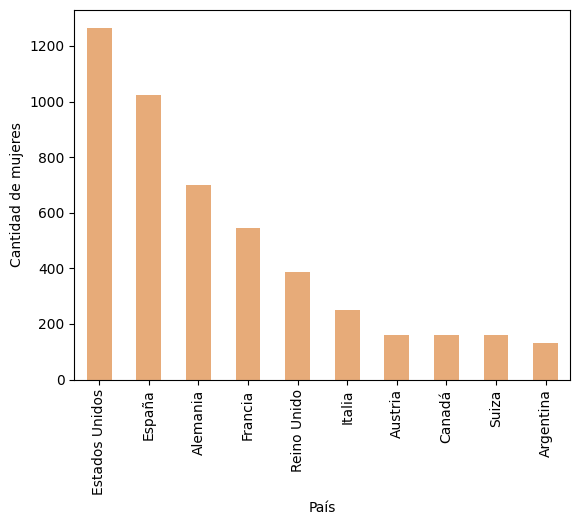 Cantidad de mujeres
1200
1000
800
600
400
200
0
Estados Unidos
España
Alemania
Francia
Reino Unido
Italia
Austria
Canadá
Suiza
Argentina
País